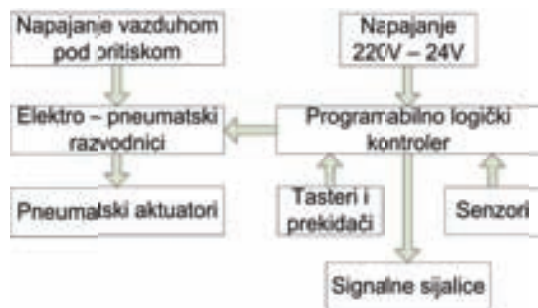 Napajanje vazduhom
pod pritiskom
Napajanje
220V – 24V
Elektro – pneumatski
razvodnici
Programabilno logički
kontroler
Pneumatski aktuatori
Tasteri i
prekidači
Senzori
Signalne sijalice